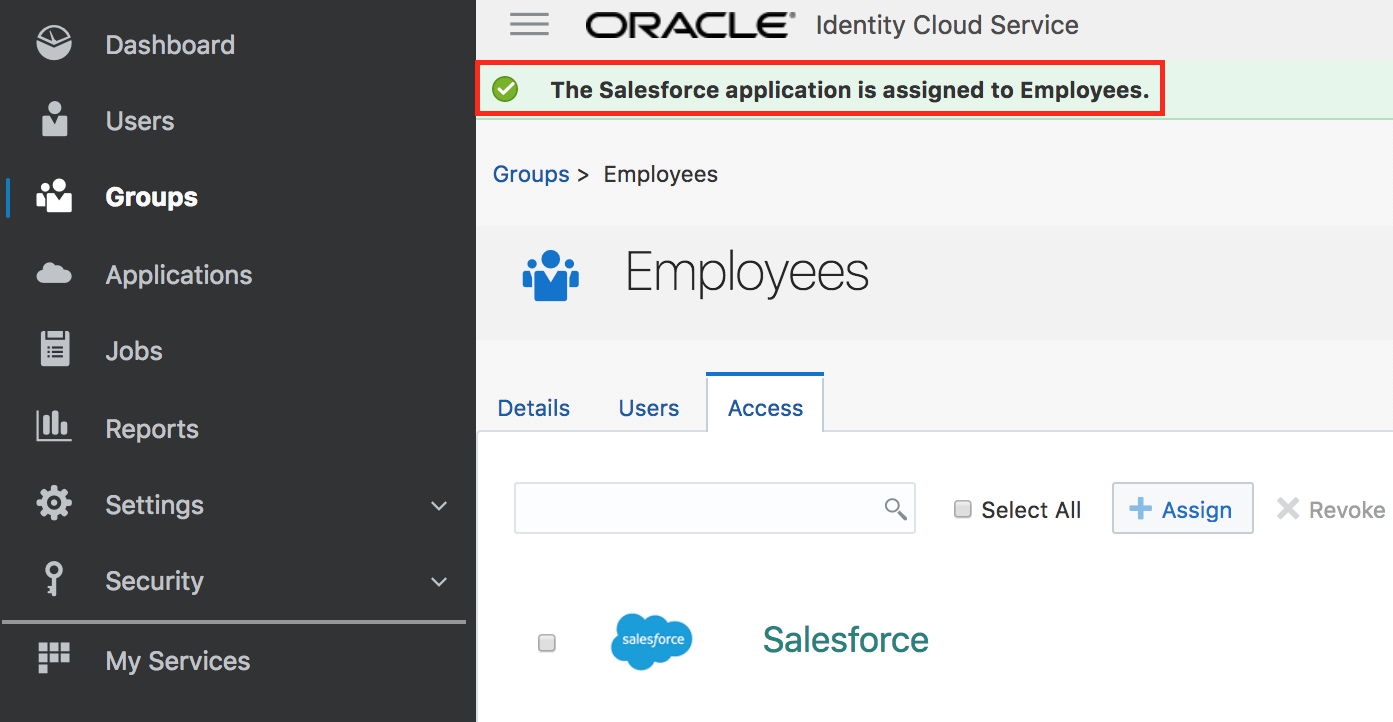 Dashboard
Users
Groups
Applications
Jobs
Reports
Settings
Security
My Services
ORACLE® Identity Cloud Service
The Salesforce application is assigned to Employees.
Groups > Employees
Employees
Details Users Access
Select All Assign Revoke
salesforce Salesforce